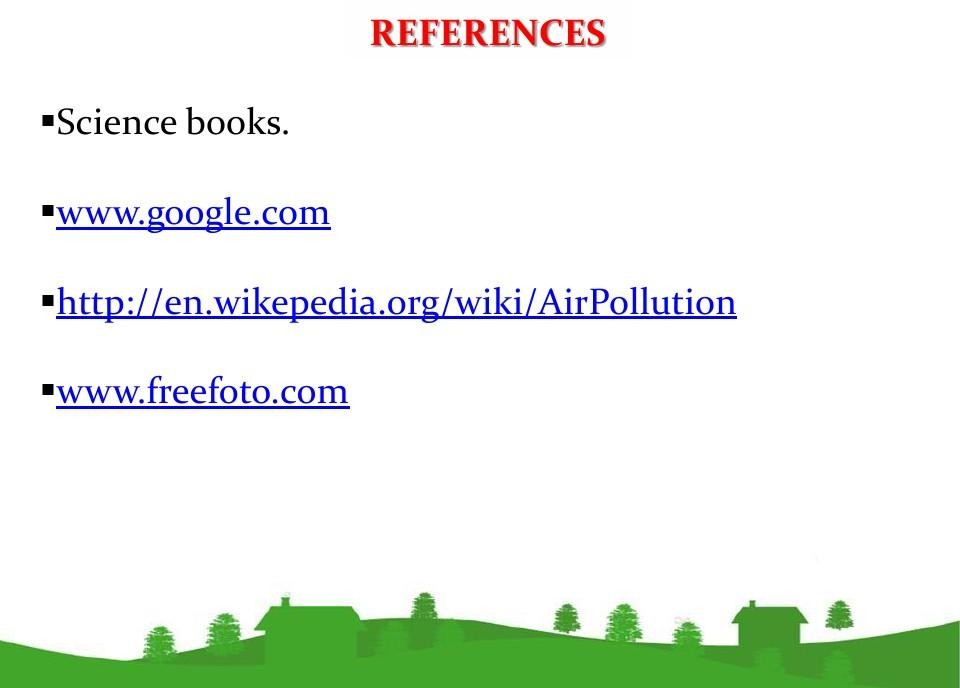 REFERENCES
▪Science books.
▪www.google.com
▪http://en.wikepedia.org/wiki/AirPollution
▪www.freefoto.com